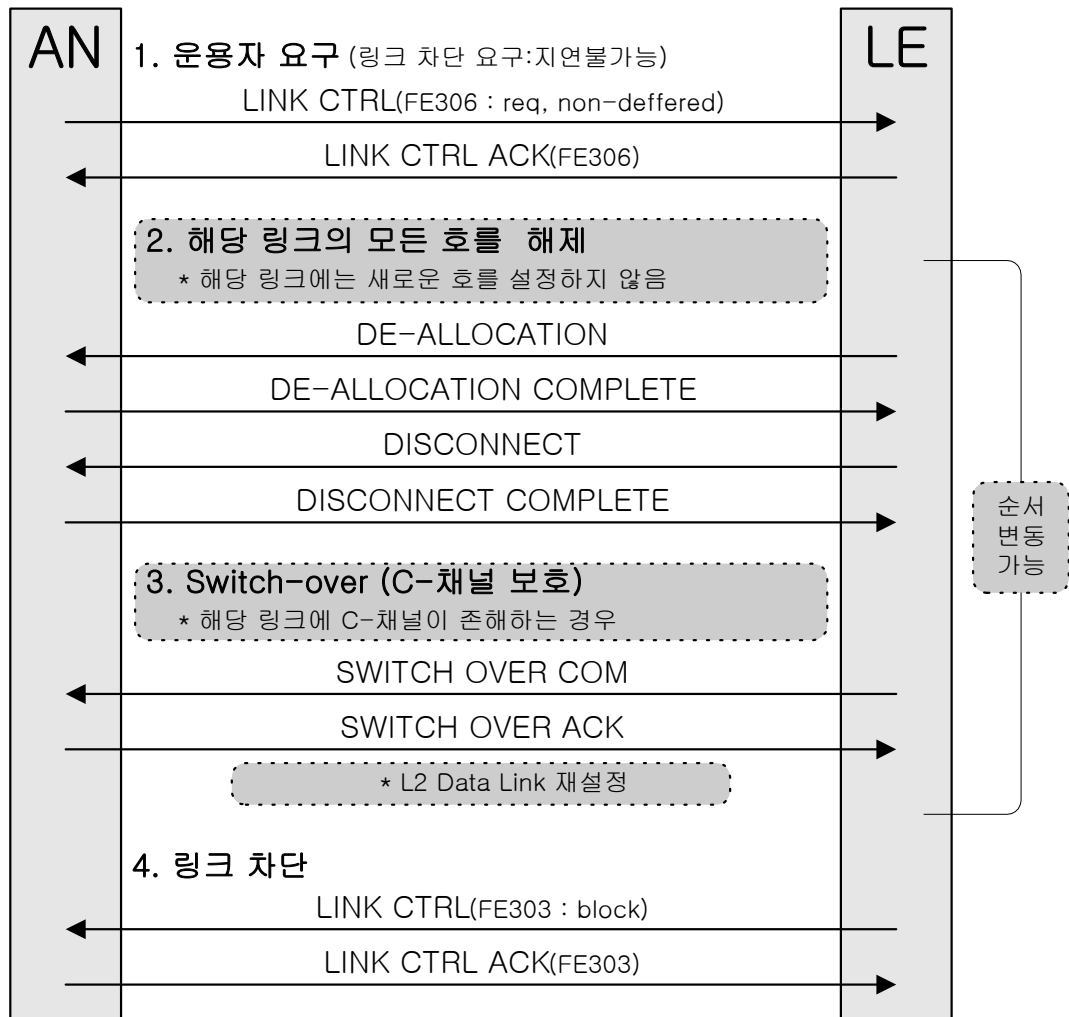 AN
LE
1. 운용자 요구 (링크 차단 요구:지연불가능)
LINK CTRL(FE306 : req, non-deffered)
LINK CTRL ACK(FE306)
2. 해당 링크의 모든 호를 해제
* 해당 링크에는 새로운 호를 설정하지 않음
DE-ALLOCATION
DE-ALLOCATION COMPLETE
DISCONNECT
DISCONNECT COMPLETE
순서
변동
가능
3. Switch-over (C-채널 보호)
* 해당 링크에 C-채널이 존해하는 경우
SWITCH OVER COM
SWITCH OVER ACK
* L2 Data Link 재설정
4. 링크 차단
LINK CTRL(FE303 : block)
LINK CTRL ACK(FE303)